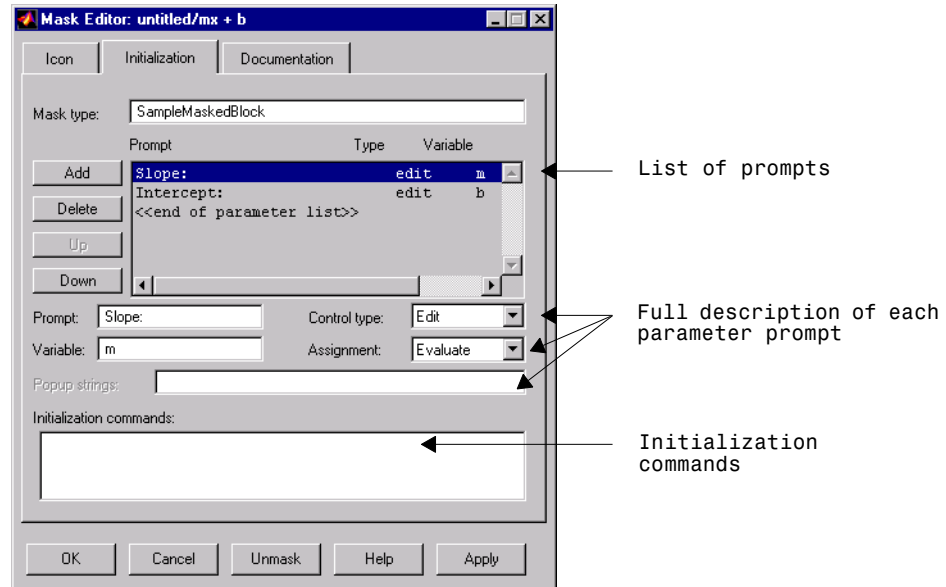 Mask Editor: untitled/mx + b
Icon Initialization Documentation
Mask type: SampleMaskedBlock
Prompt Type Variable
Add
Delete
Up
Down
Slope: edit m
Intercept: edit b
<<end of parameter list>>
List of prompts
Prompt: Slope: Control type: Edit
Variable: m Assignment: Evaluate
Popup strings:
Full description of each
parameter prompt
Initialization commands:
Initialization
commands
OK Cancel Unmask Help Apply